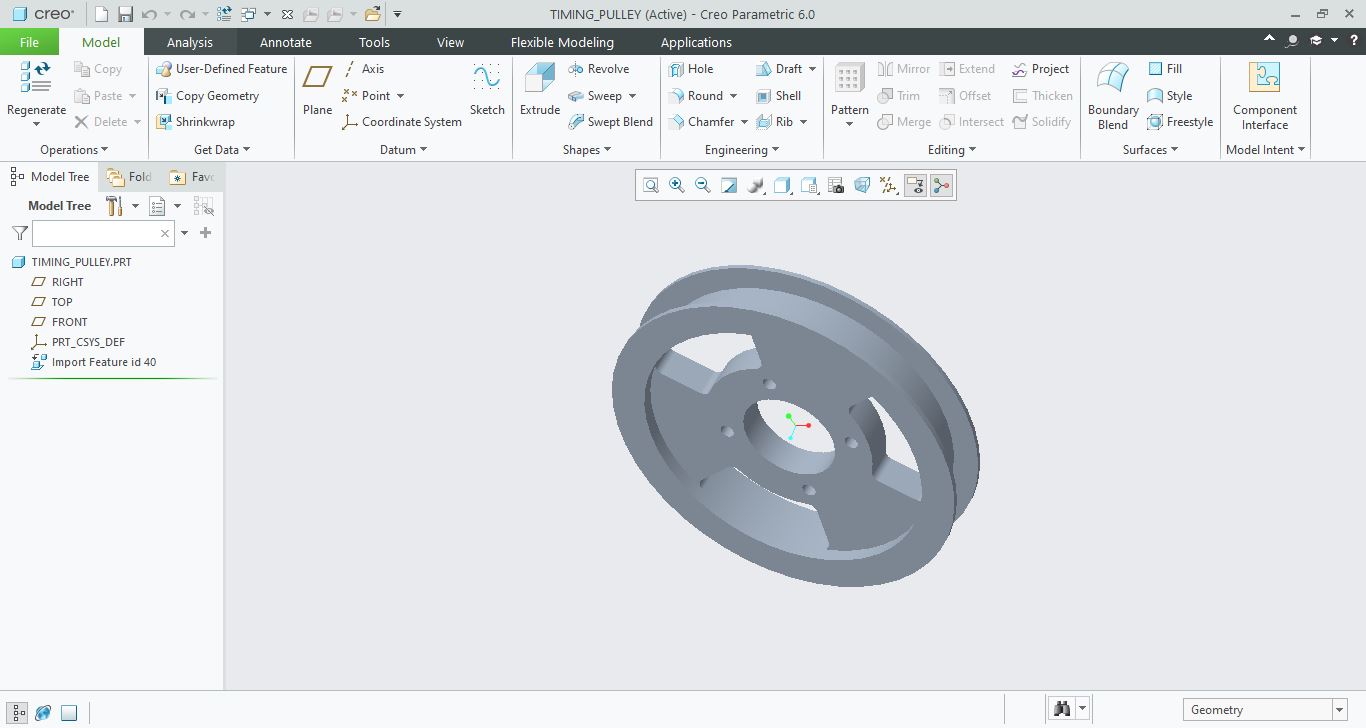 creo TIMING_PULLEY (Active) - Creo Parametric 6.0
File Model Analysis Annotate Tools View Flexible Modeling Applications ?
Regenerate
Copy
Paste
Delete
Operations
User-Defined Feature
Copy Geometry
Shrinkwrap
Get Data
Plane
Axis
Point
Coordinate System
Sketch
Datum
Extrude
Revolve
Sweep
Swept Blend
Shapes
Hole
Round
Chamfer
Draft
Shell
Rib
Engineering
Pattern
Mirror
Trim
Merge
Extend
Offset
Intersect
Project
Thicken
Solidify
Editing
Boundary
Blend
Fill
Style
Freestyle
Surfaces
Component
Interface
Model Intent
Model Tree Fold Favo
Model Tree
TIMING_PULLEY.PRT
RIGHT
TOP
FRONT
PRT_CSYS_DEF
Import Feature id 40
Geometry